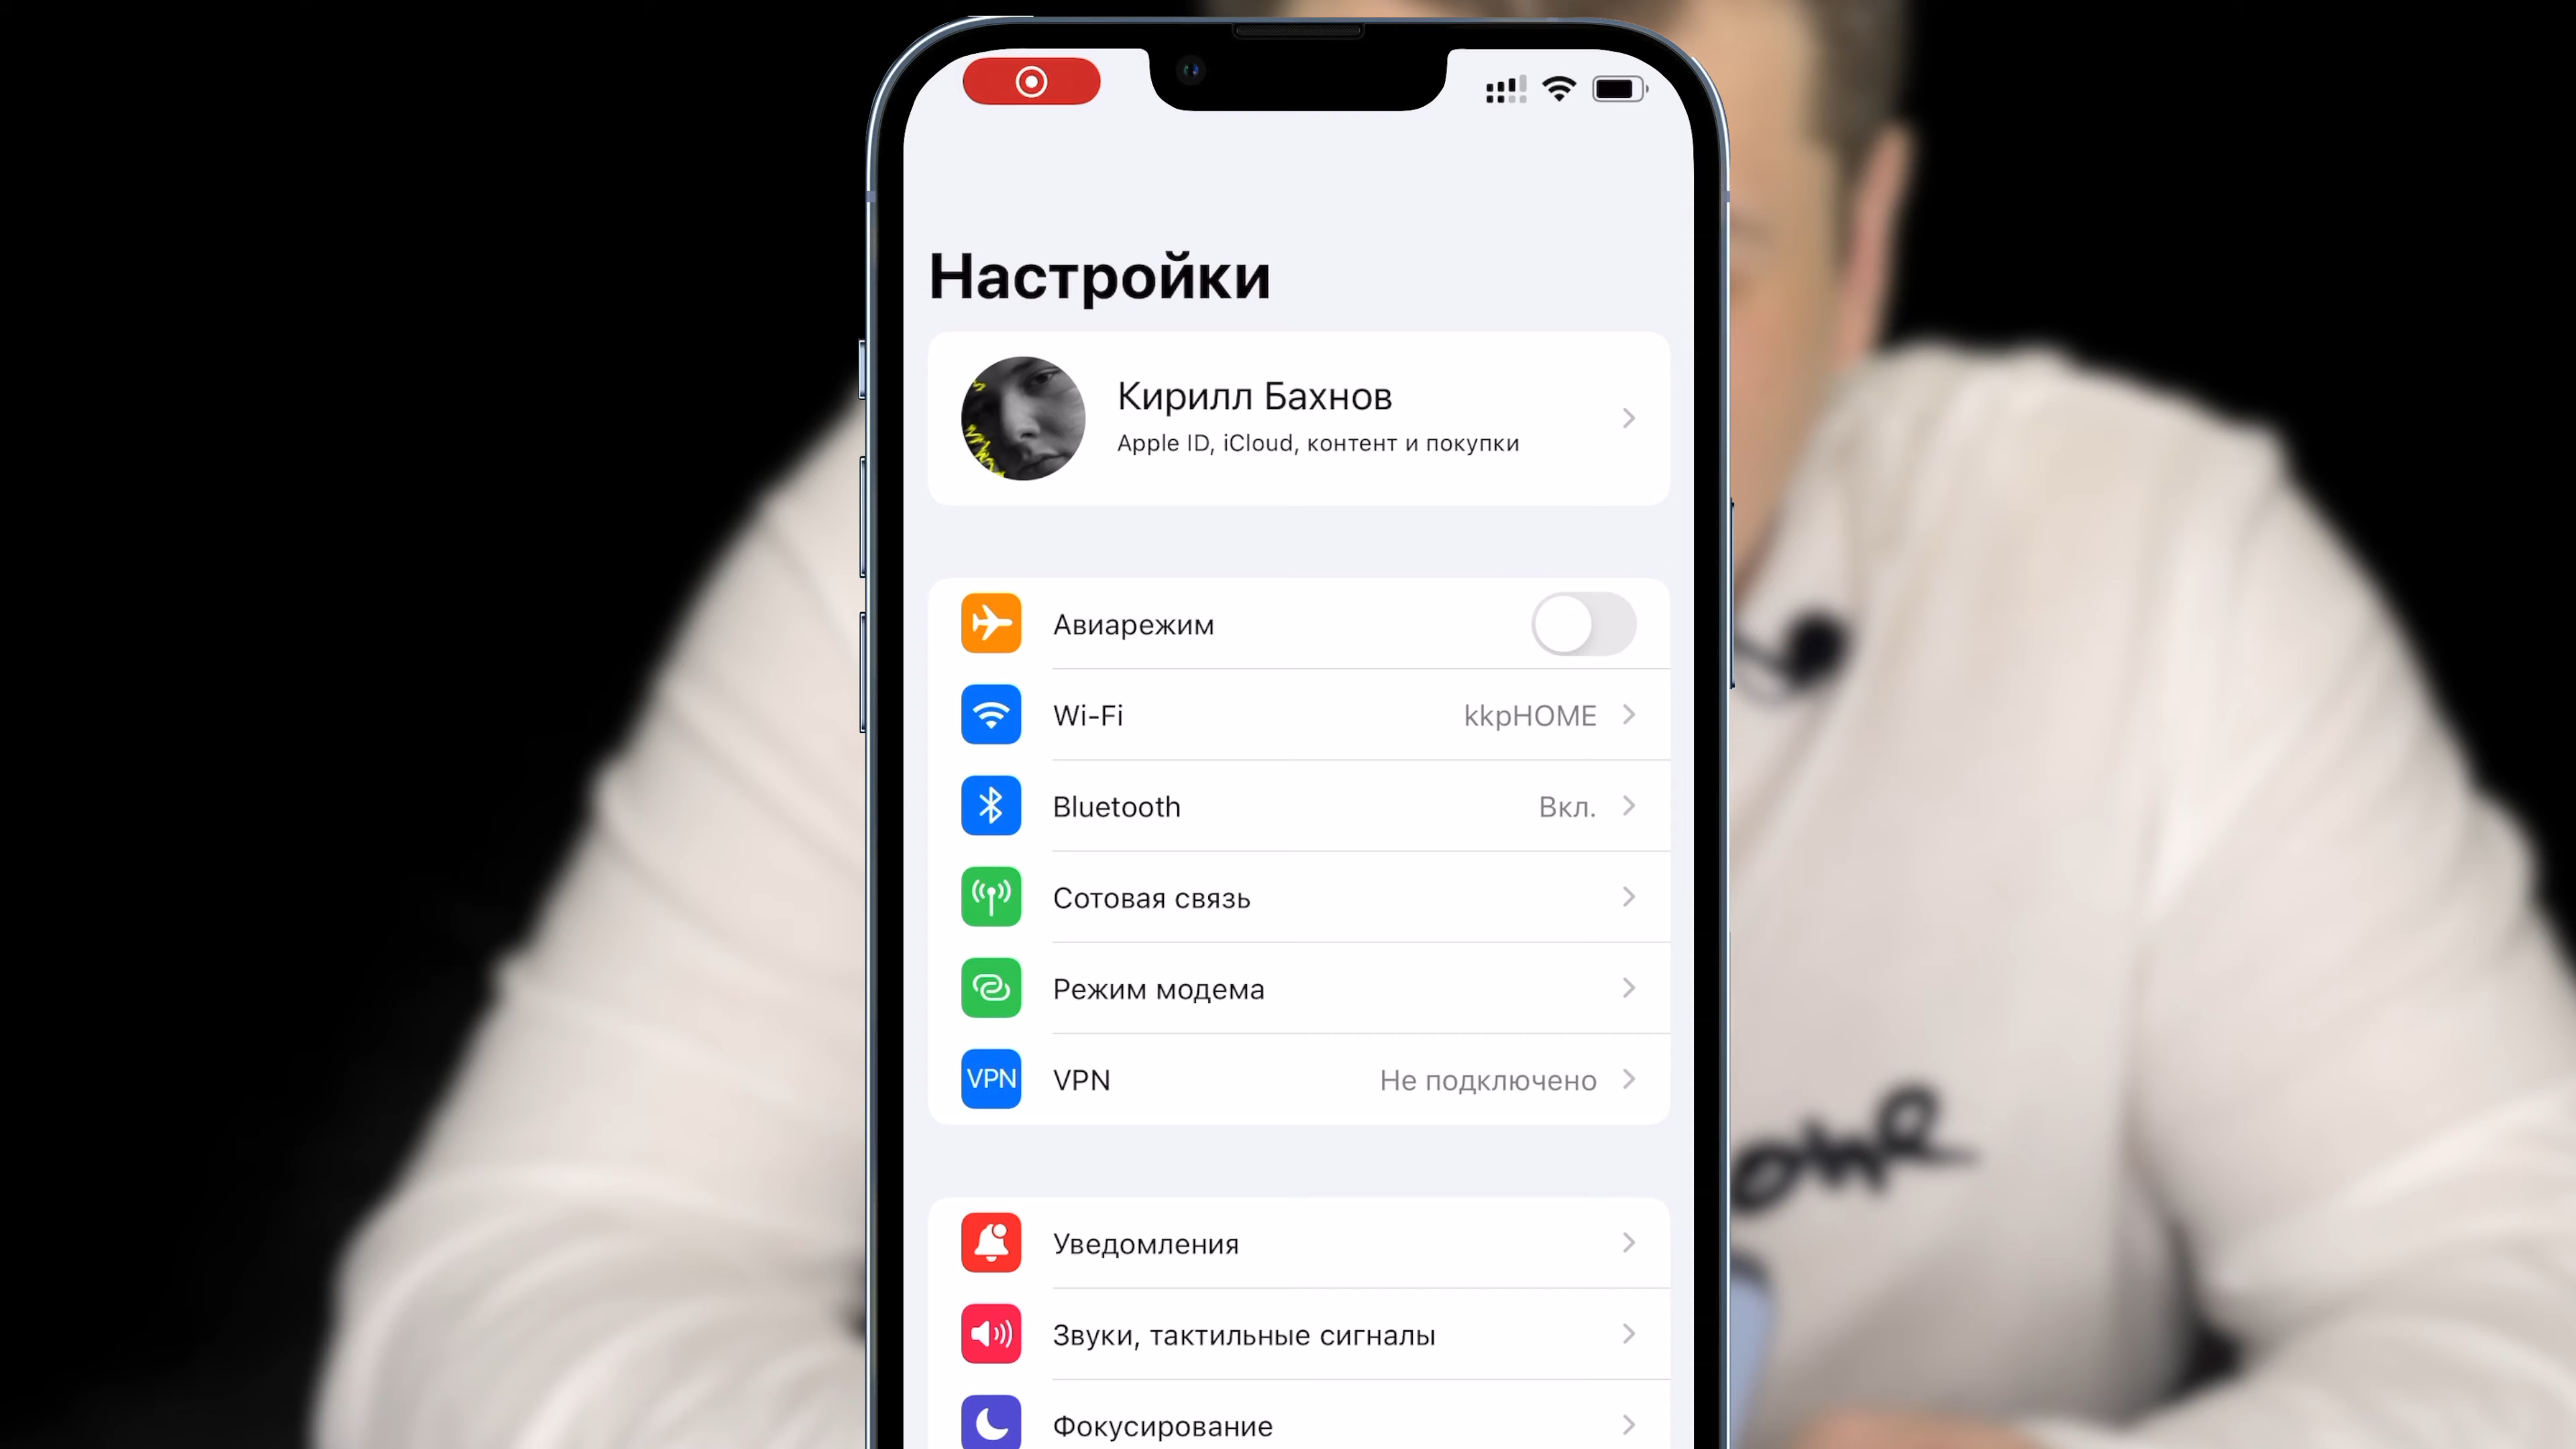 Настройки
Кирилл Бахнов
Apple ID, iCloud, контент и покупки
Авиарежим
Wi-Fi kkpHOME
Bluetooth Вкл.
Сотовая связь
Режим модема
VPN VPN Не подключено
Уведомления
Звуки, тактильные сигналы
Фокусирование